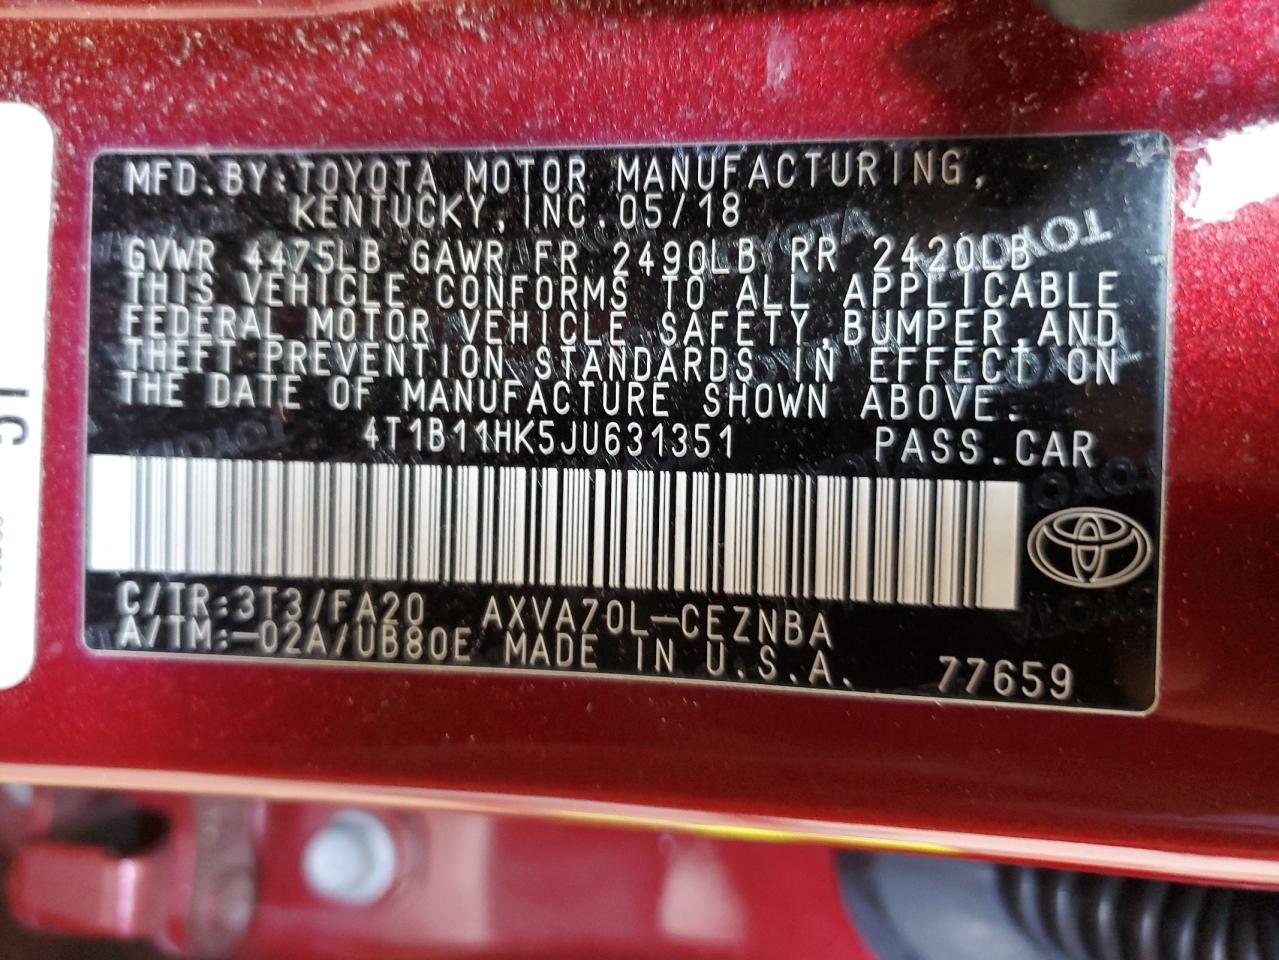 MFD.BY:TOYOTA MOTOR MANUFACTURING,
KENTUCKY,INC.05/18
GVWR 4475LB GAWR FR 2490LB RR 2420LB
THIS VEHICLE CONFORMS TO ALL APPLICABLE
FEDERAL MOTOR VEHICLE SAFETY,BUMPER,AND
THEFT PREVENTION STANDARDS IN EFFECT ON
THE DATE OF MANUFACTURE SHOWN ABOVE.
4T1B11HK5JU631351 PASS.CAR
C/TR:3T3/FA20 AXVA70L-CEZNBA
A/TM:-02A/UB80E MADE IN U.S.A. 77659